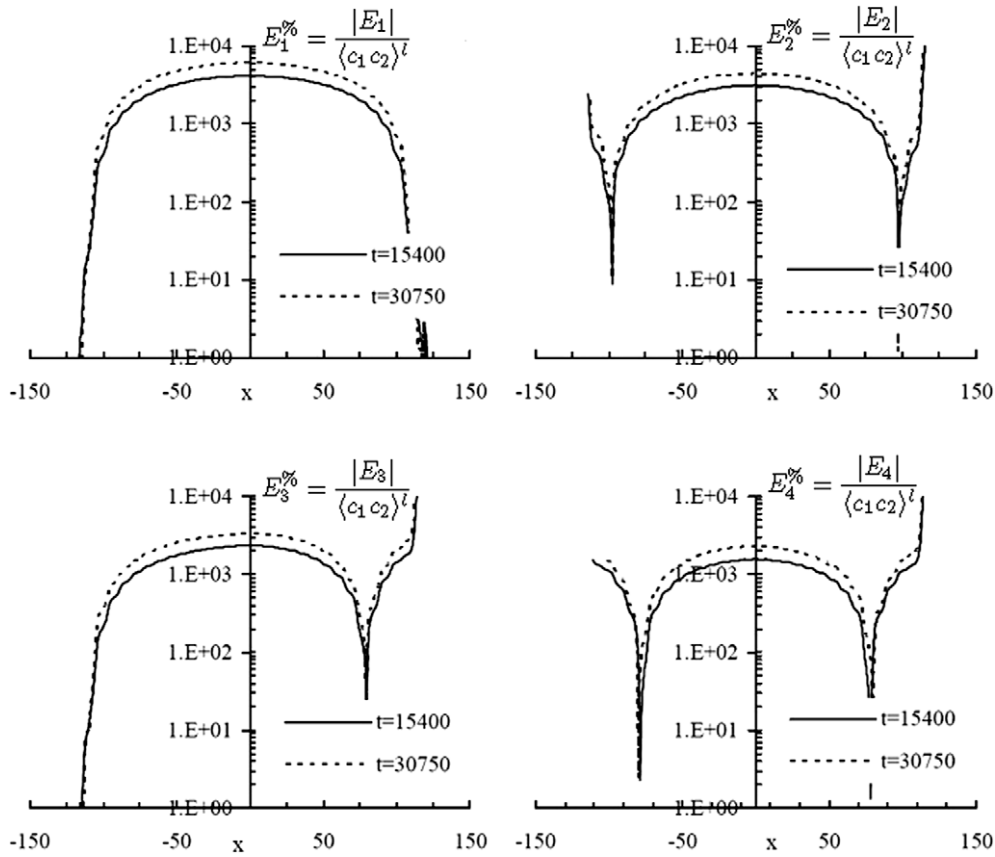 E_1^% = |E_1| / ⟨c_1 c_2⟩^l
1.E+04
1.E+03
1.E+02
1.E+01
1.E+00
t=15400
t=30750
-150
-50
x
50
150
E_2^% = |E_2| / ⟨c_1 c_2⟩^l
1.E+04
1.E+03
1.E+02
1.E+01
1.E+00
t=15400
t=30750
-150
-50
x
50
150
E_3^% = |E_3| / ⟨c_1 c_2⟩^l
1.E+04
1.E+03
1.E+02
1.E+01
1.E+00
t=15400
t=30750
-150
-50
x
50
150
E_4^% = |E_4| / ⟨c_1 c_2⟩^l
1.E+04
1.E+03
1.E+02
1.E+01
1.E+00
t=15400
t=30750
-150
-50
x
50
150